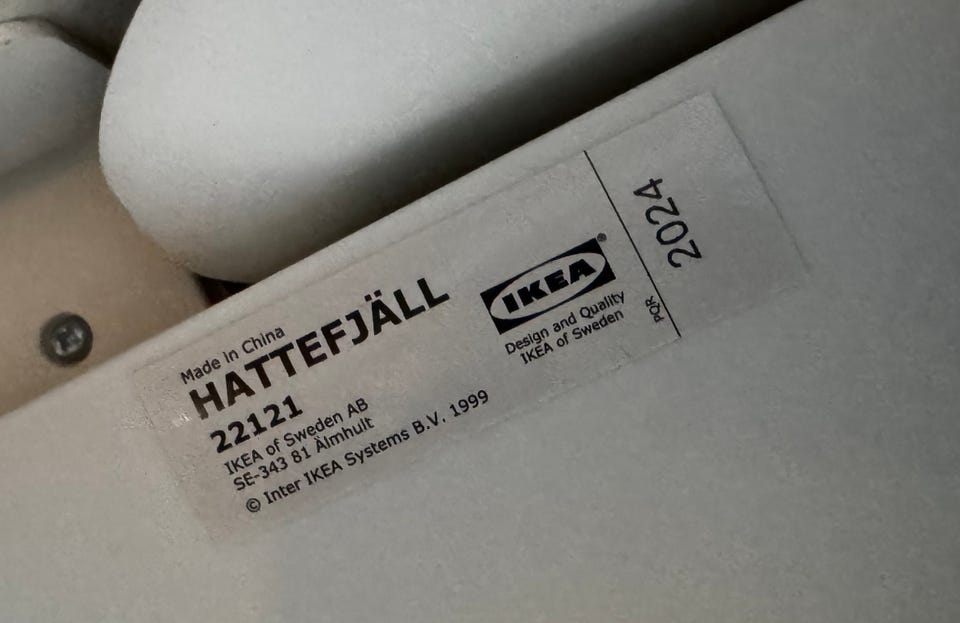 Made in China
HATTEFJÄLL
22121
IKEA of Sweden AB
SE-343 81 Älmhult
© Inter IKEA Systems B.V. 1999
IKEA®
Design and Quality
IKEA of Sweden
PQR
2024